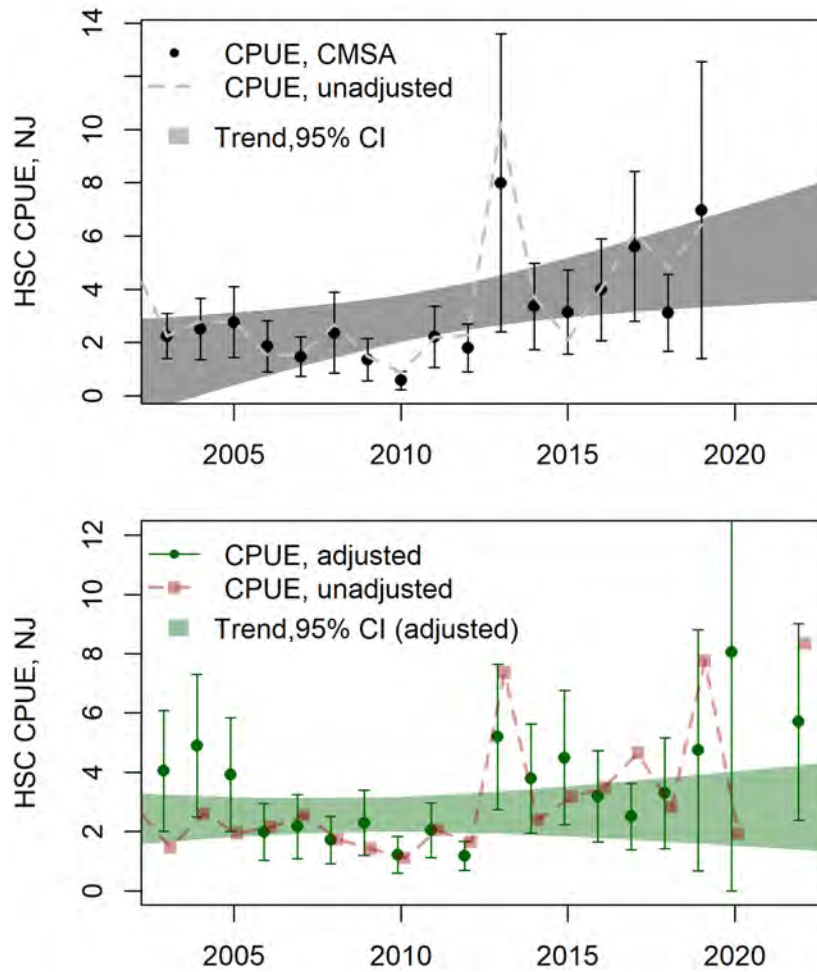 HSC CPUE, NJ
14
10
8
6
4
2
0
CPUE, CMSA
CPUE, unadjusted
Trend,95% CI
2005 2010 2015 2020
HSC CPUE, NJ
12
10
8
6
4
2
0
CPUE, adjusted
CPUE, unadjusted
Trend,95% CI (adjusted)
2005 2010 2015 2020